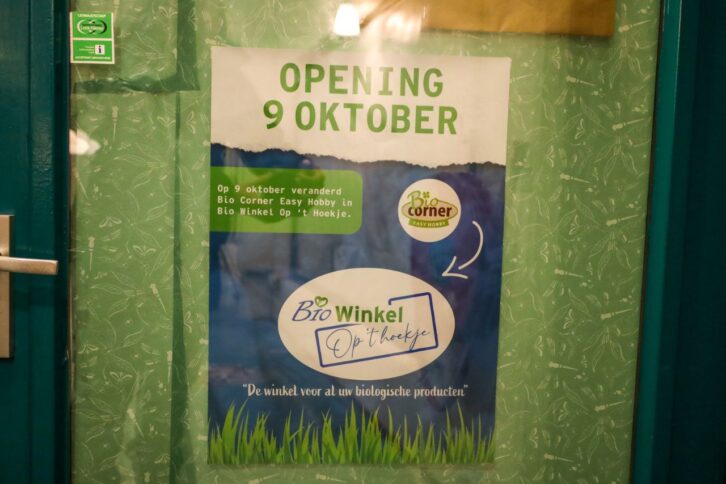 OPENING
9 OKTOBER
Op 9 oktober veranderd
Bio Corner Easy Hobby in
Bio Winkel Op 't Hoekje.
Bio
corner
EASY HOBBY
Bio Winkel
Op 't hoekje
"De winkel voor al uw biologische producten"